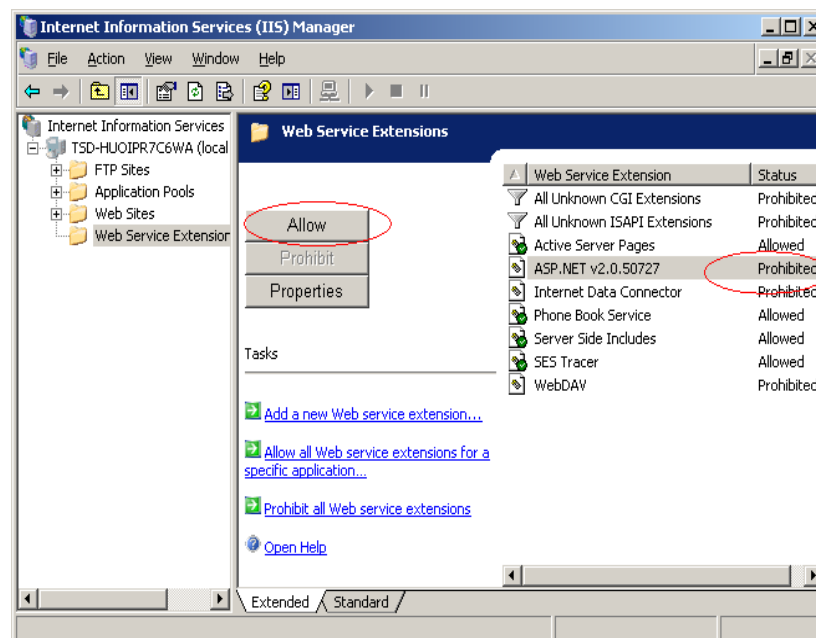 Internet Information Services (IIS) Manager
File Action View Window Help
Internet Information Services
TSD-HUOIPR7C6WA (local
FTP Sites
Application Pools
Web Sites
Web Service Extension
Web Service Extensions
Allow
Prohibit
Properties
Tasks
Add a new Web service extension...
Allow all Web service extensions for a
specific application...
Prohibit all Web service extensions
Open Help
Web Service Extension Status
All Unknown CGI Extensions Prohibited
All Unknown ISAPI Extensions Prohibited
Active Server Pages Allowed
ASP.NET v2.0.50727 Prohibited
Internet Data Connector Prohibited
Phone Book Service Allowed
Server Side Includes Allowed
SES Tracer Allowed
WebDAV Prohibited
Extended Standard